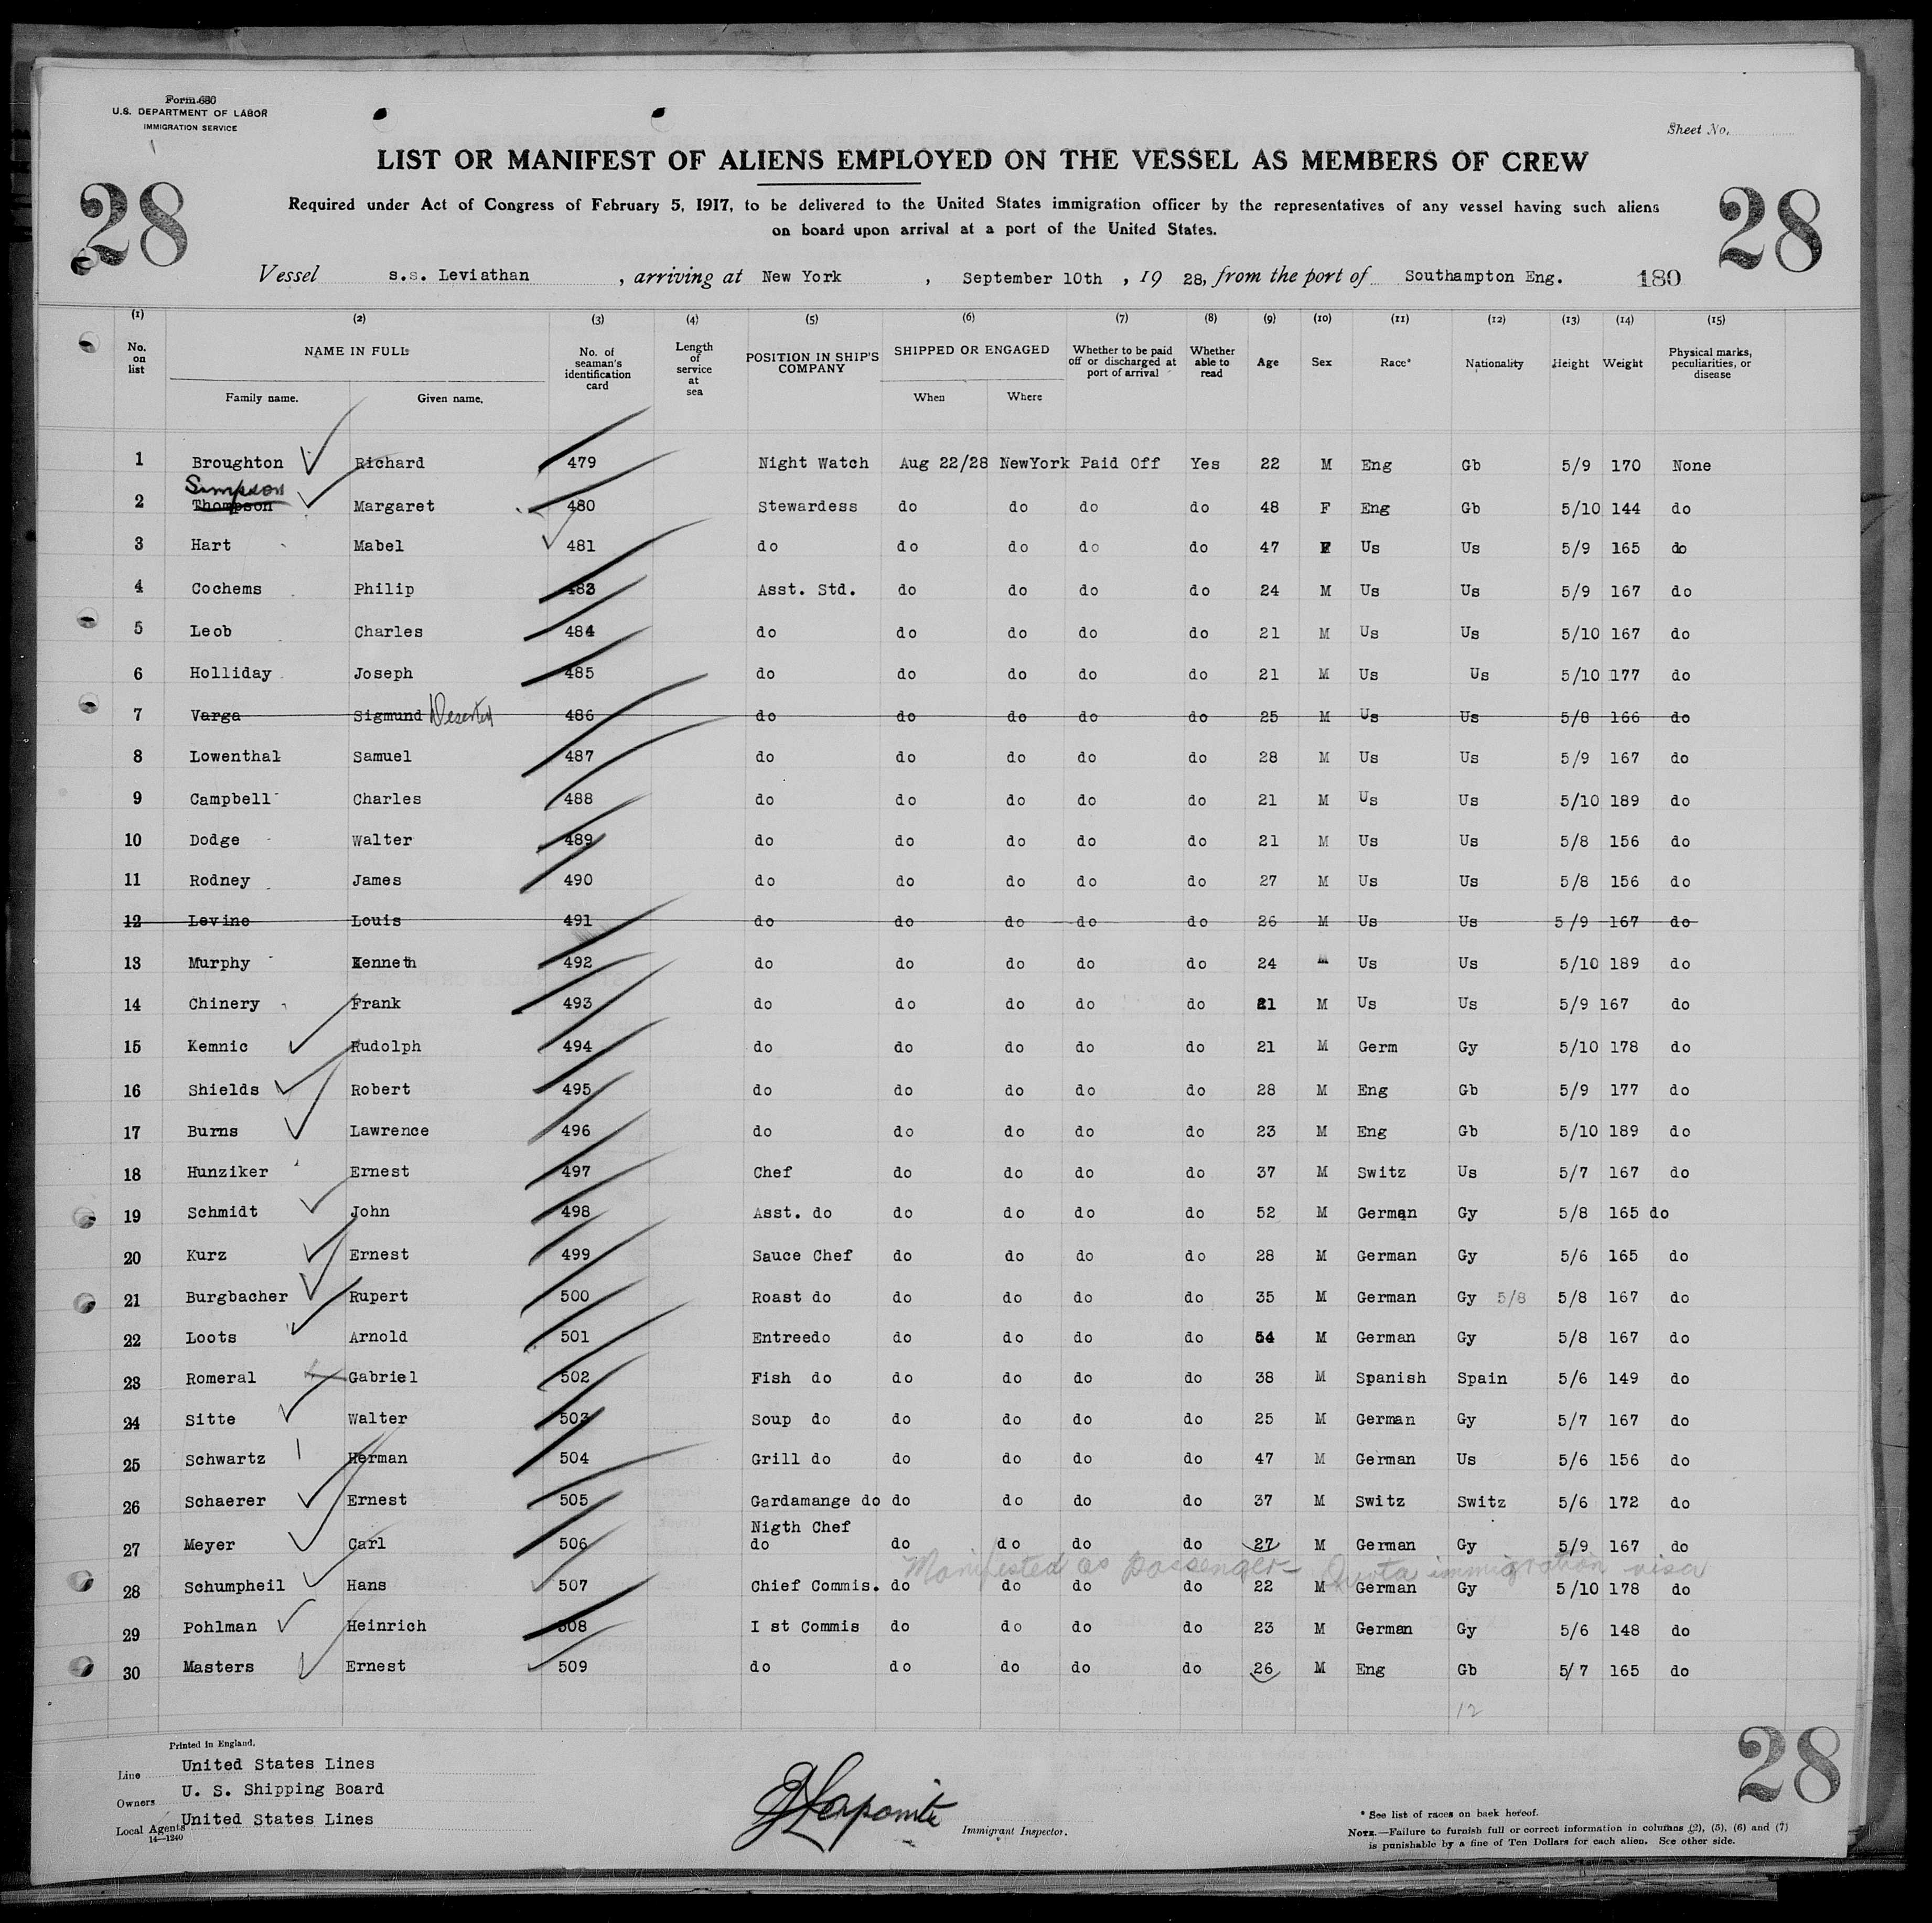 Form 680
U.S. DEPARTMENT OF LABOR
IMMIGRATION SERVICE
Sheet No.
LIST OR MANIFEST OF ALIENS EMPLOYED ON THE VESSEL AS MEMBERS OF CREW
28 28
Required under Act of Congress of February 5, 1917, to be delivered to the United States immigration officer by the representatives of any vessel having such aliens
on board upon arrival at a port of the United States.
Vessel s.s. Leviathan , arriving at New York , September 10th , 19 28, from the port of Southampton Eng. 180
(1) (2) (3) (4) (5) (6) (7) (8) (9) (10) (11) (12) (13) (14) (15)
No. on list NAME IN FULL Family name. Given name. No. of seaman's identification card Length of service at sea POSITION IN SHIP'S COMPANY SHIPPED OR ENGAGED When Where Whether to be paid off or discharged at port of arrival Whether able to read Age Sex Race* Nationality Height Weight Physical marks, peculiarities, or disease
1 Broughton Richard 479 Night Watch Aug 22/28 NewYork Paid Off Yes 22 M Eng Gb 5/9 170 None
Simpson
2 Thompson Margaret 480 Stewardess do do do do 48 F Eng Gb 5/10 144 do
3 Hart Mabel 481 do do do do do 47 F Us Us 5/9 165 do
4 Cochems Philip 483 Asst. Std. do do do do 24 M Us Us 5/9 167 do
5 Leob Charles 484 do do do do do 21 M Us Us 5/10 167 do
6 Holliday Joseph 485 do do do do do 21 M Us Us 5/10 177 do
7 Varga Sigmund Deserted 486 do do do do do 25 M Us Us 5/8 166 do
8 Lowenthal Samuel 487 do do do do do 28 M Us Us 5/9 167 do
9 Campbell Charles 488 do do do do do 21 M Us Us 5/10 189 do
10 Dodge Walter 489 do do do do do 21 M Us Us 5/8 156 do
11 Rodney James 490 do do do do do 27 M Us Us 5/8 156 do
12 Levine Louis 491 do do do do do 26 M Us Us 5/9 167 do
13 Murphy Kenneth 492 do do do do do 24 M Us Us 5/10 189 do
14 Chinery Frank 493 do do do do do 21 M Us Us 5/9 167 do
15 Kemnic Rudolph 494 do do do do do 21 M Germ Gy 5/10 178 do
16 Shields Robert 495 do do do do do 28 M Eng Gb 5/9 177 do
17 Burns Lawrence 496 do do do do do 23 M Eng Gb 5/10 189 do
18 Hunziker Ernest 497 Chef do do do do 37 M Switz Us 5/7 167 do
19 Schmidt John 498 Asst. do do do do do 52 M German Gy 5/8 165 do
20 Kurz Ernest 499 Sauce Chef do do do do 28 M German Gy 5/6 165 do
21 Burgbacher Rupert 500 Roast do do do do do 35 M German Gy 5/8 5/8 167 do
22 Loots Arnold 501 Entreedo do do do do 54 M German Gy 5/8 167 do
23 Romeral Gabriel 502 Fish do do do do do 38 M Spanish Spain 5/6 149 do
24 Sitte Walter 503 Soup do do do do do 25 M German Gy 5/7 167 do
25 Schwartz Herman 504 Grill do do do do do 47 M German Us 5/6 156 do
26 Schaerer Ernest 505 Gardamange do do do do do 37 M Switz Switz 5/6 172 do
Nigth Chef
27 Meyer Carl 506 do do do do do 27 M German Gy 5/9 167 do
Manifested as passenger - Quota immigration visa
28 Schumpheil Hans 507 Chief Commis. do do do do 22 M German Gy 5/10 178 do
29 Pohlman Heinrich 508 I st Commis do do do do 23 M German Gy 5/6 148 do
30 Masters Ernest 509 do do do do do 26 M Eng Gb 5/7 165 do
12
Printed in England.
Line United States Lines
Owners U. S. Shipping Board
Local Agents United States Lines
14—1240
Immigrant Inspector.
* See list of races on back hereof.
NOTE.—Failure to furnish full or correct information in columns (2), (5), (6) and (7)
is punishable by a fine of Ten Dollars for each alien. See other side.
28